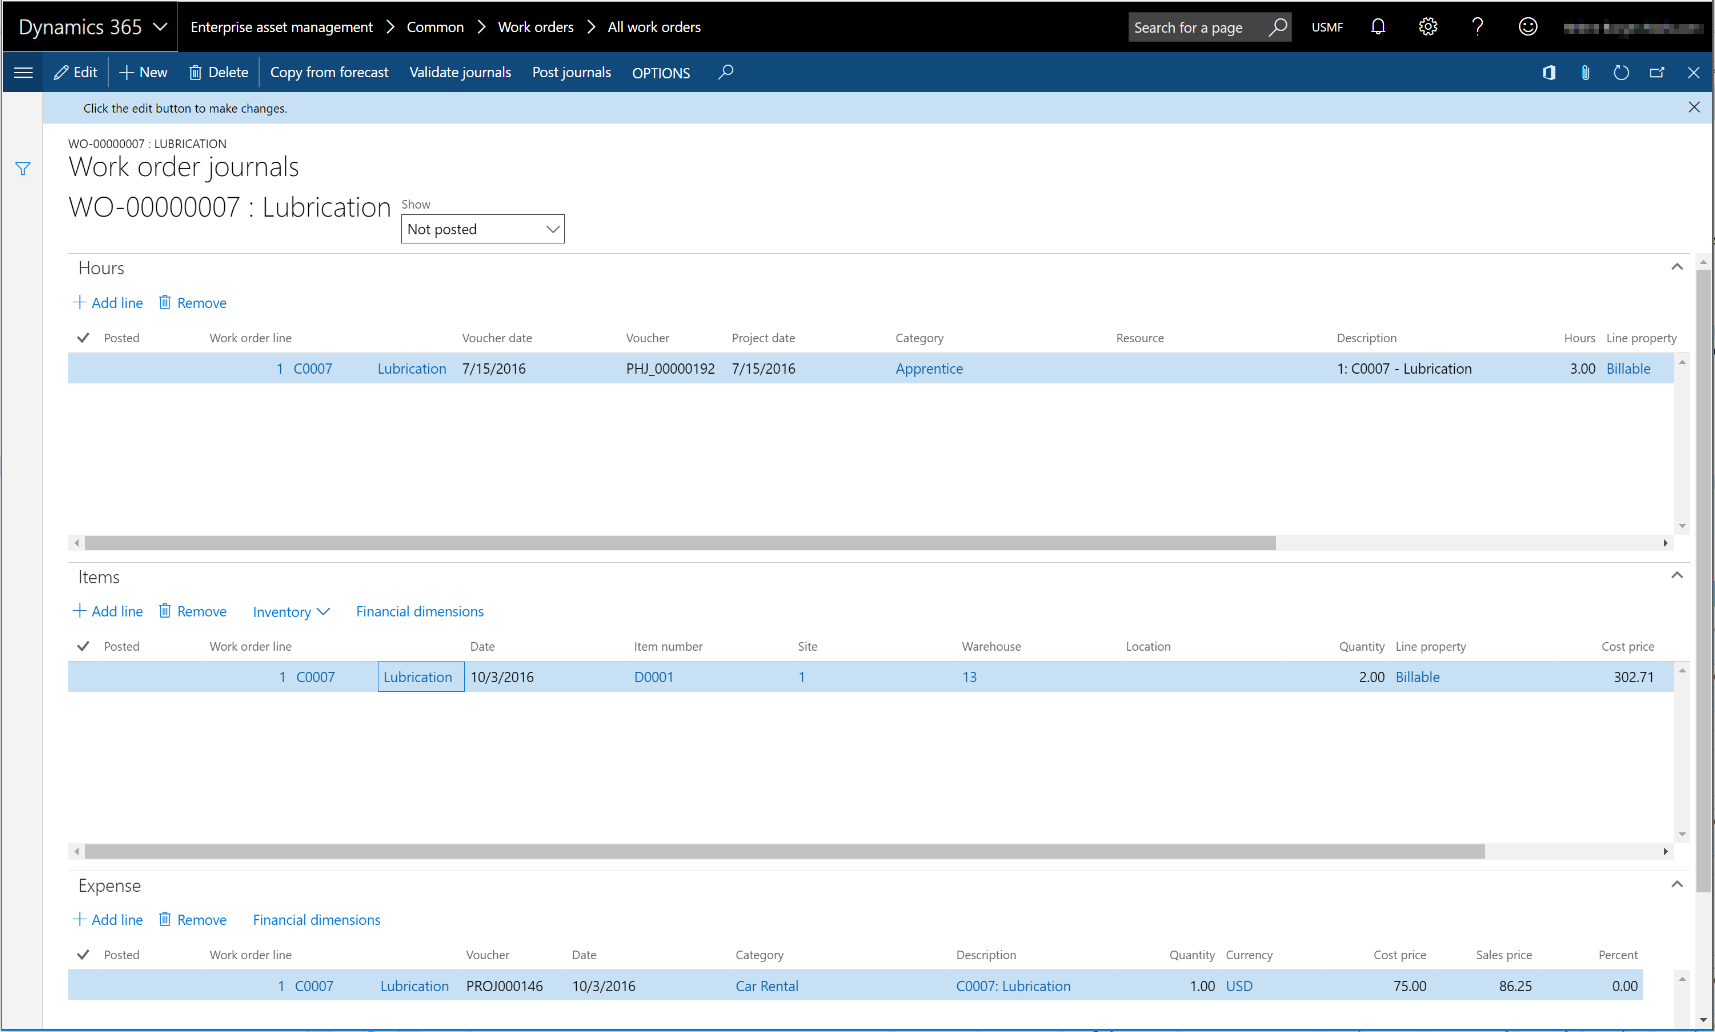 Dynamics 365 Enterprise asset management Common Work orders All work orders Search for a page USMF
Edit New Delete Copy from forecast Validate journals Post journals OPTIONS
Click the edit button to make changes.
WO-00000007 : LUBRICATION
Work order journals
WO-00000007 : Lubrication
Show
Not posted
Hours
Add line Remove
Posted Work order line Voucher date Voucher Project date Category Resource Description Hours Line property
1 C0007 Lubrication 7/15/2016 PHJ_00000192 7/15/2016 Apprentice 1: C0007 - Lubrication 3.00 Billable
Items
Add line Remove Inventory Financial dimensions
Posted Work order line Date Item number Site Warehouse Location Quantity Line property Cost price
1 C0007 Lubrication 10/3/2016 D0001 1 13 2.00 Billable 302.71
Expense
Add line Remove Financial dimensions
Posted Work order line Voucher Date Category Description Quantity Currency Cost price Sales price Percent
1 C0007 Lubrication PROJ000146 10/3/2016 Car Rental C0007: Lubrication 1.00 USD 75.00 86.25 0.00